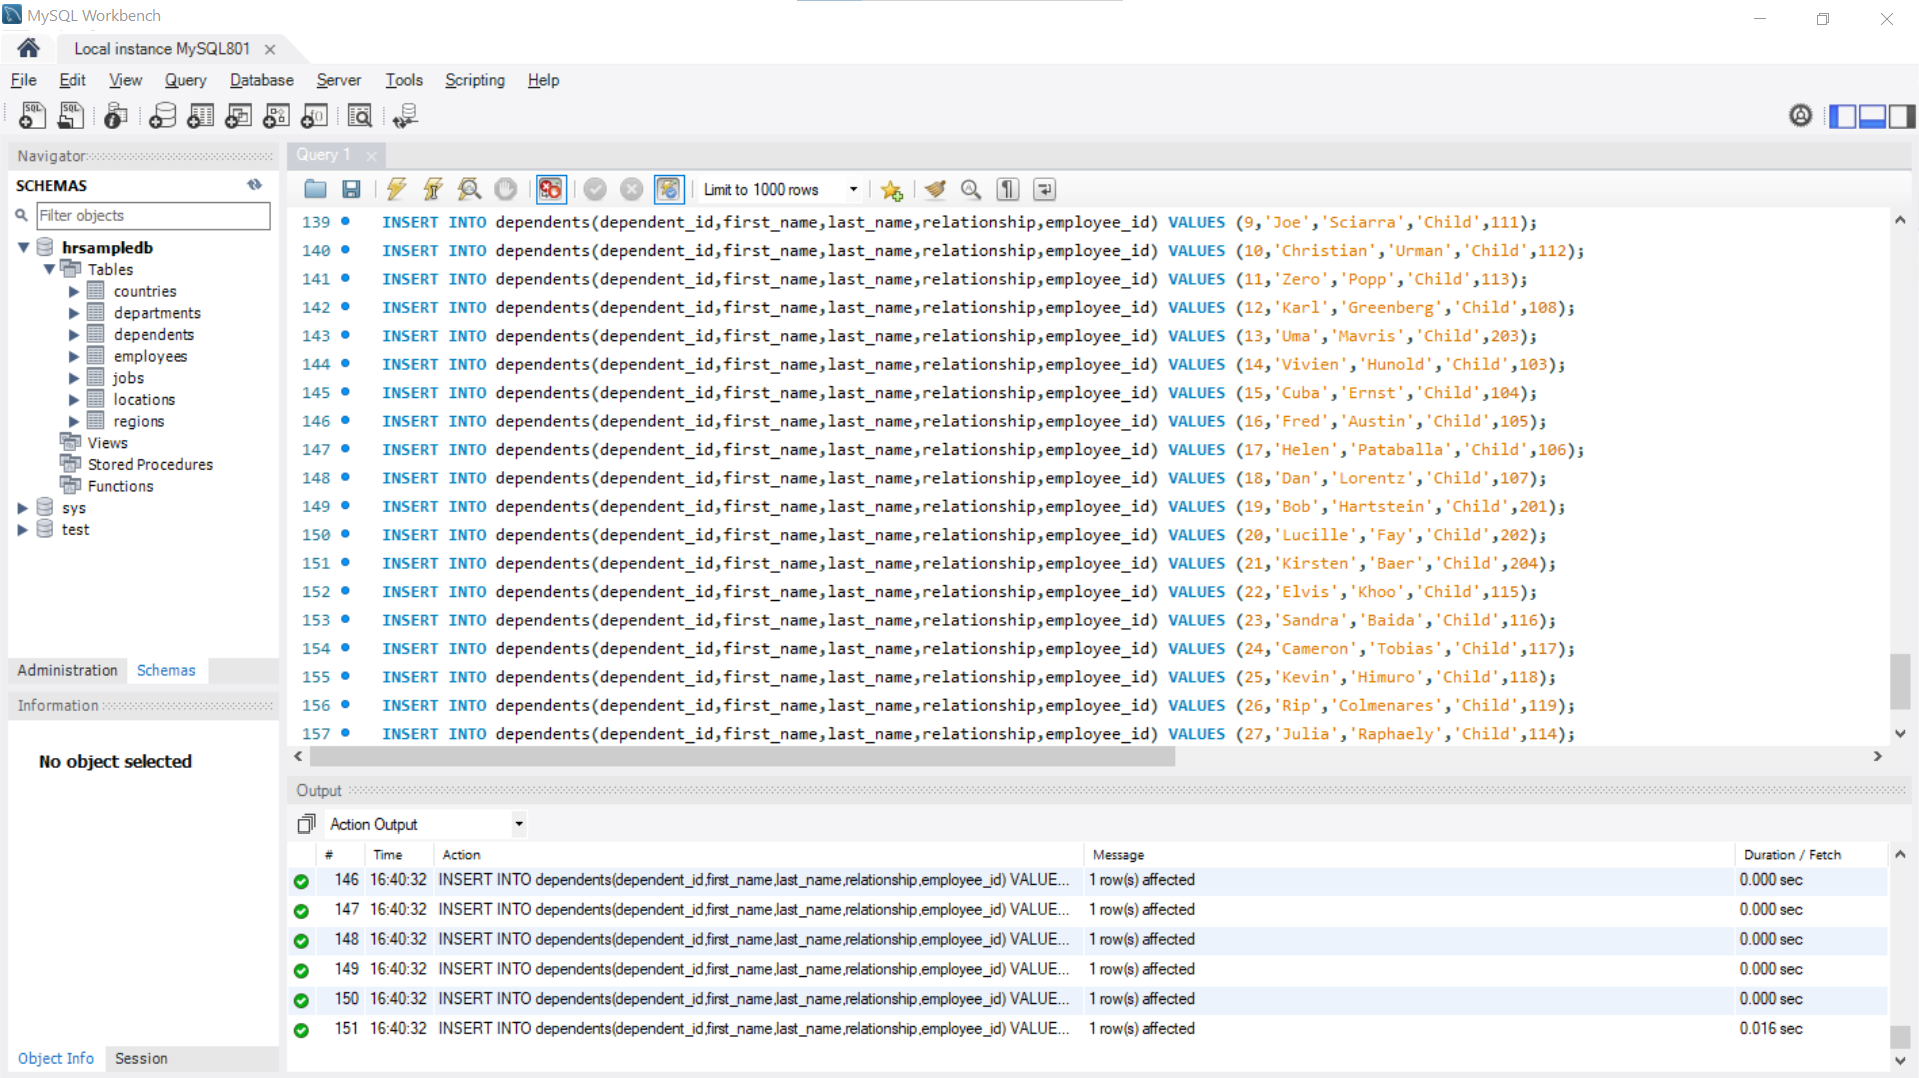 MySQL Workbench
Local instance MySQL801
File Edit View Query Database Server Tools Scripting Help
Navigator
SCHEMAS
Filter objects
hrsampledb
Tables
countries
departments
dependents
employees
jobs
locations
regions
Views
Stored Procedures
Functions
sys
test
Administration Schemas
Information
No object selected
Object Info Session
Query 1
Limit to 1000 rows
139 INSERT INTO dependents(dependent_id,first_name,last_name,relationship,employee_id) VALUES (9,'Joe','Sciarra','Child',111);
140 INSERT INTO dependents(dependent_id,first_name,last_name,relationship,employee_id) VALUES (10,'Christian','Urman','Child',112);
141 INSERT INTO dependents(dependent_id,first_name,last_name,relationship,employee_id) VALUES (11,'Zero','Popp','Child',113);
142 INSERT INTO dependents(dependent_id,first_name,last_name,relationship,employee_id) VALUES (12,'Karl','Greenberg','Child',108);
143 INSERT INTO dependents(dependent_id,first_name,last_name,relationship,employee_id) VALUES (13,'Uma','Mavris','Child',203);
144 INSERT INTO dependents(dependent_id,first_name,last_name,relationship,employee_id) VALUES (14,'Vivien','Hunold','Child',103);
145 INSERT INTO dependents(dependent_id,first_name,last_name,relationship,employee_id) VALUES (15,'Cuba','Ernst','Child',104);
146 INSERT INTO dependents(dependent_id,first_name,last_name,relationship,employee_id) VALUES (16,'Fred','Austin','Child',105);
147 INSERT INTO dependents(dependent_id,first_name,last_name,relationship,employee_id) VALUES (17,'Helen','Pataballa','Child',106);
148 INSERT INTO dependents(dependent_id,first_name,last_name,relationship,employee_id) VALUES (18,'Dan','Lorentz','Child',107);
149 INSERT INTO dependents(dependent_id,first_name,last_name,relationship,employee_id) VALUES (19,'Bob','Hartstein','Child',201);
150 INSERT INTO dependents(dependent_id,first_name,last_name,relationship,employee_id) VALUES (20,'Lucille','Fay','Child',202);
151 INSERT INTO dependents(dependent_id,first_name,last_name,relationship,employee_id) VALUES (21,'Kirsten','Baer','Child',204);
152 INSERT INTO dependents(dependent_id,first_name,last_name,relationship,employee_id) VALUES (22,'Elvis','Khoo','Child',115);
153 INSERT INTO dependents(dependent_id,first_name,last_name,relationship,employee_id) VALUES (23,'Sandra','Baida','Child',116);
154 INSERT INTO dependents(dependent_id,first_name,last_name,relationship,employee_id) VALUES (24,'Cameron','Tobias','Child',117);
155 INSERT INTO dependents(dependent_id,first_name,last_name,relationship,employee_id) VALUES (25,'Kevin','Himuro','Child',118);
156 INSERT INTO dependents(dependent_id,first_name,last_name,relationship,employee_id) VALUES (26,'Rip','Colmenares','Child',119);
157 INSERT INTO dependents(dependent_id,first_name,last_name,relationship,employee_id) VALUES (27,'Julia','Raphaely','Child',114);
Output
Action Output
# Time Action Message Duration / Fetch
146 16:40:32 INSERT INTO dependents(dependent_id,first_name,last_name,relationship,employee_id) VALUE... 1 row(s) affected 0.000 sec
147 16:40:32 INSERT INTO dependents(dependent_id,first_name,last_name,relationship,employee_id) VALUE... 1 row(s) affected 0.000 sec
148 16:40:32 INSERT INTO dependents(dependent_id,first_name,last_name,relationship,employee_id) VALUE... 1 row(s) affected 0.000 sec
149 16:40:32 INSERT INTO dependents(dependent_id,first_name,last_name,relationship,employee_id) VALUE... 1 row(s) affected 0.000 sec
150 16:40:32 INSERT INTO dependents(dependent_id,first_name,last_name,relationship,employee_id) VALUE... 1 row(s) affected 0.000 sec
151 16:40:32 INSERT INTO dependents(dependent_id,first_name,last_name,relationship,employee_id) VALUE... 1 row(s) affected 0.016 sec